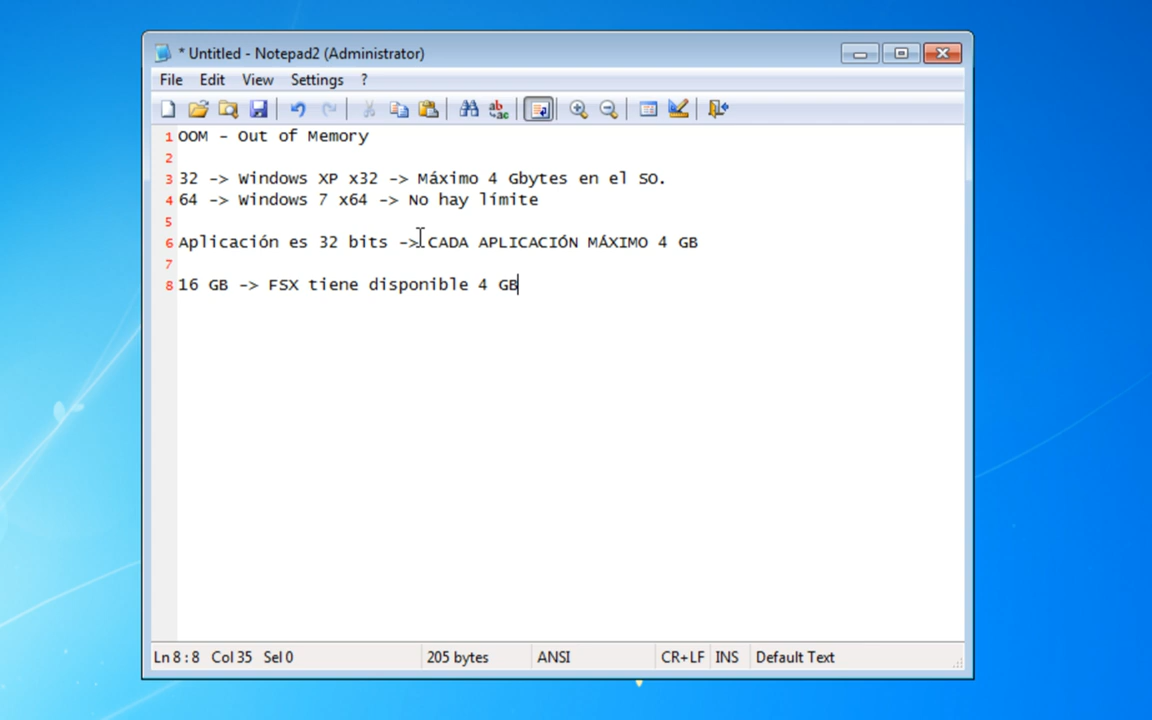 * Untitled - Notepad2 (Administrator)
File Edit View Settings ?
1 OOM - Out of Memory
2
3 32 -> Windows XP x32 -> Máximo 4 Gbytes en el SO.
4 64 -> Windows 7 x64 -> No hay límite
5
6 Aplicación es 32 bits -> CADA APLICACIÓN MÁXIMO 4 GB
7
8 16 GB -> FSX tiene disponible 4 GB
Ln 8 : 8 Col 35 Sel 0 205 bytes ANSI CR+LF INS Default Text